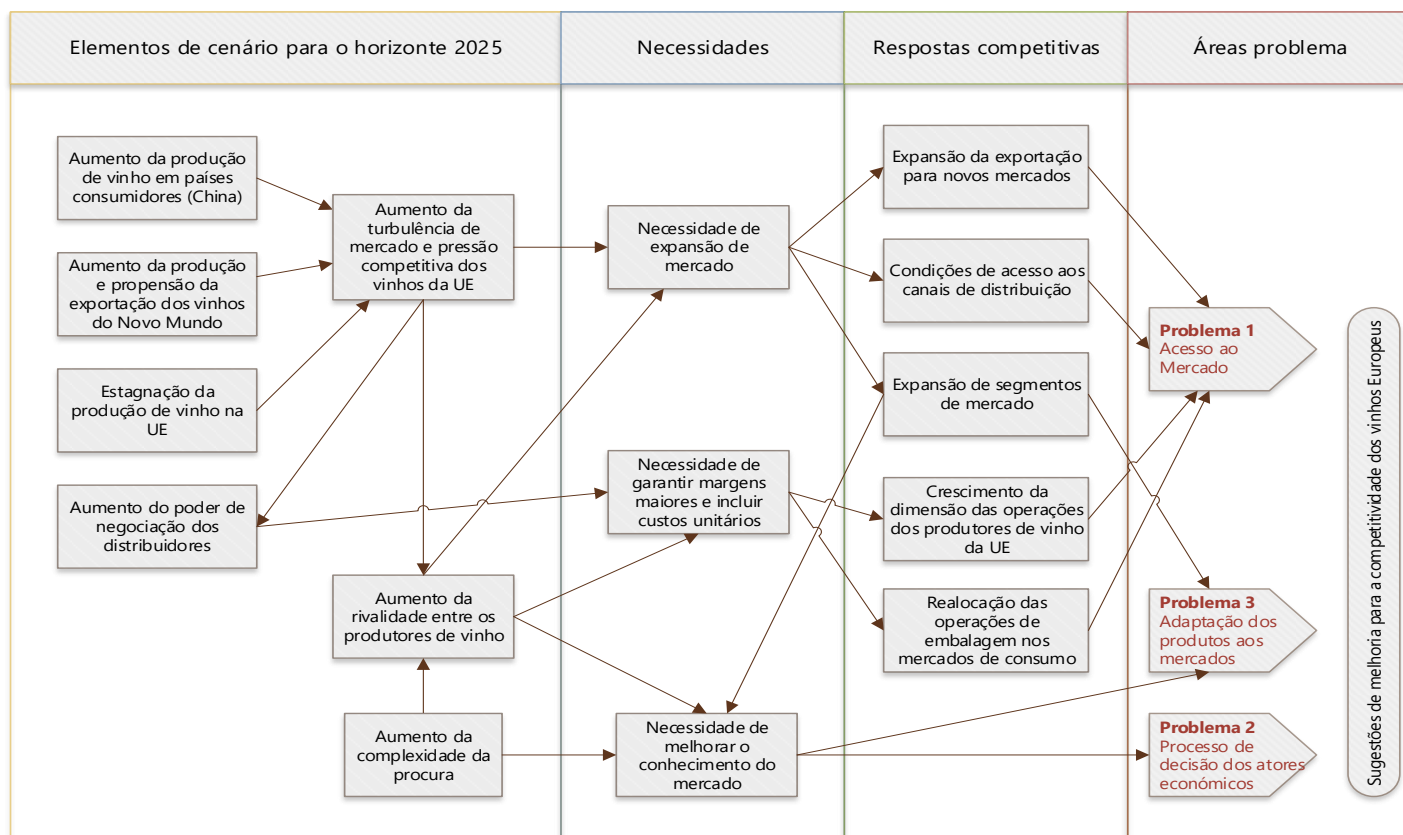 Elementos de cenário para o horizonte 2025
Necessidades
Respostas competitivas
Áreas problema
Aumento da produção
de vinho em países
consumidores (China)
Aumento da produção
e propensão da
exportação dos vinhos
do Novo Mundo
Estagnação da
produção de vinho na
UE
Aumento do poder de
negociação dos
distribuidores
Aumento da
turbulência de
mercado e pressão
competitiva dos
vinhos da UE
Aumento da
rivalidade entre os
produtores de vinho
Aumento da
complexidade da
procura
Necessidade de
expansão de
mercado
Necessidade de
garantir margens
maiores e incluir
custos unitários
Necessidade de
melhorar o
conhecimento do
mercado
Expansão da exportação
para novos mercados
Condições de acesso aos
canais de distribuição
Expansão de segmentos
de mercado
Crescimento da
dimensão das operações
dos produtores de vinho
da UE
Realocação das
operações de
embalagem nos
mercados de consumo
Problema 1
Acesso ao
Mercado
Problema 3
Adaptação dos
produtos aos
mercados
Problema 2
Processo de
decisão dos atores
económicos
Sugestões de melhoria para a competitividade dos vinhos Europeus